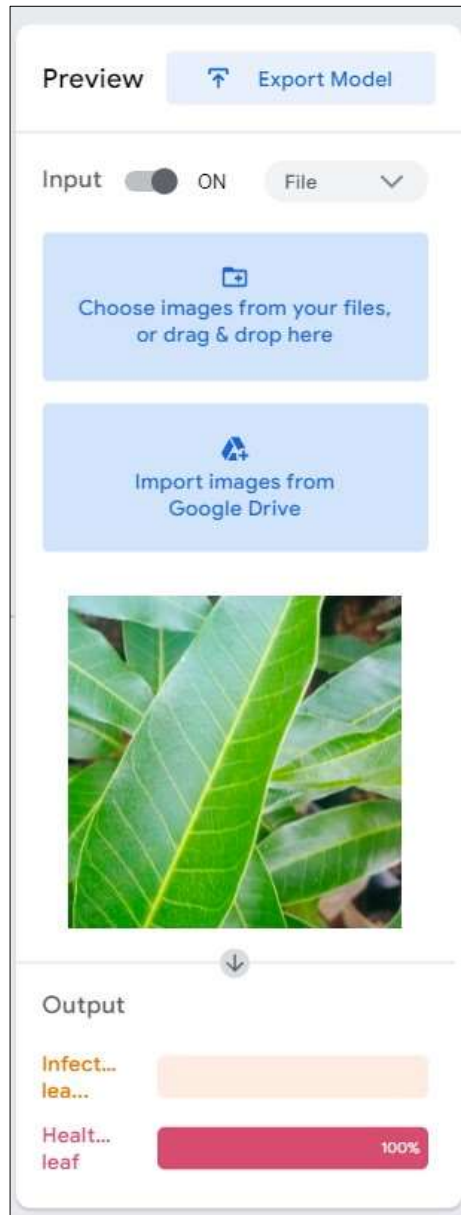 Preview
Export Model
Input ON File
Choose images from your files,
or drag & drop here
Import images from
Google Drive
Output
Infect...
lea...
Healt...
leaf
100%